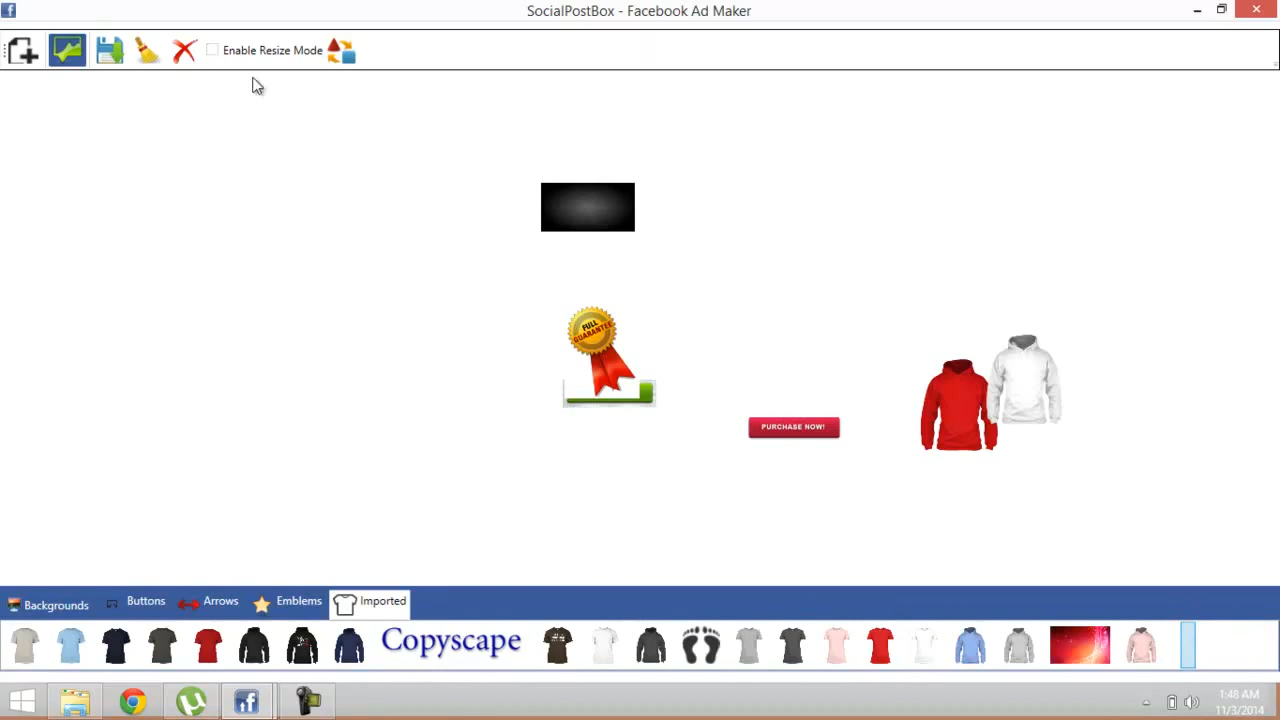 SocialPostBox - Facebook Ad Maker
Enable Resize Mode
FULL
GUARANTEE
PURCHASE NOW!
Backgrounds
Buttons
Arrows
Emblems
Imported
Copyscape
1:48 AM
11/3/2014